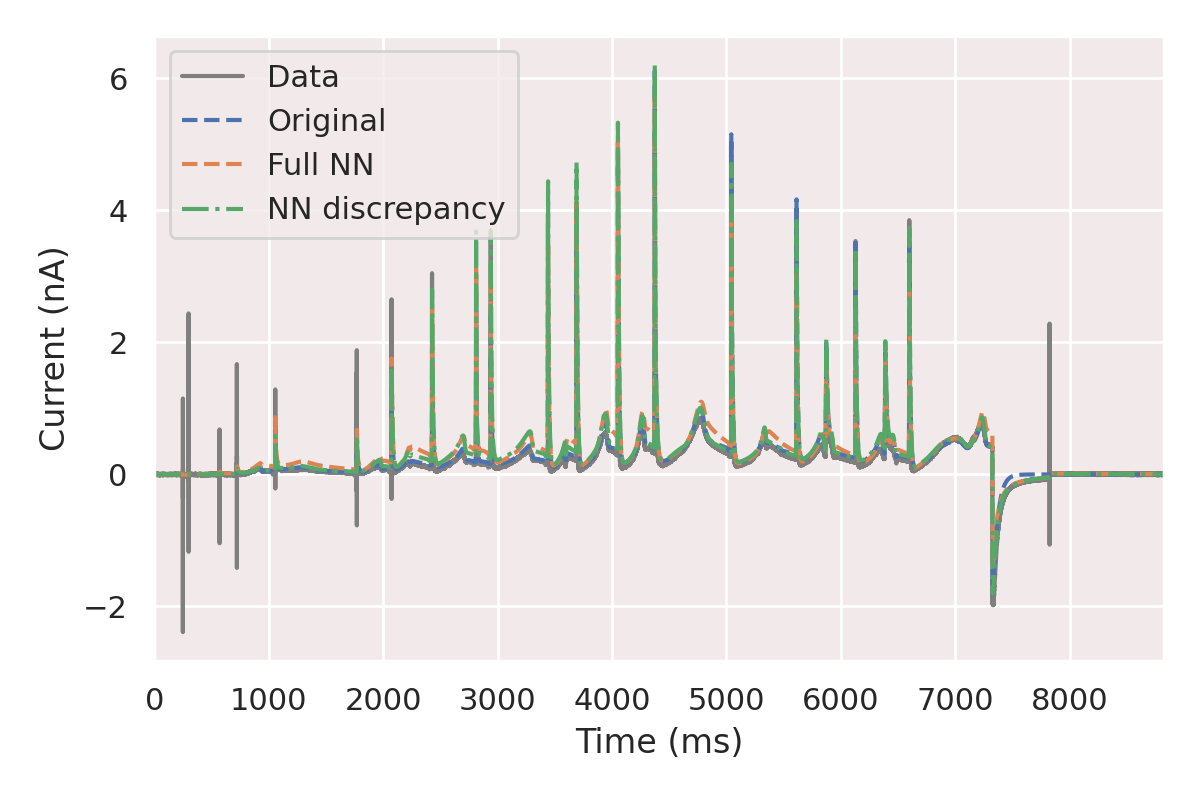 Data
Original
Full NN
NN discrepancy
6
4
2
0
−2
Current (nA)
0 1000 2000 3000 4000 5000 6000 7000 8000
Time (ms)